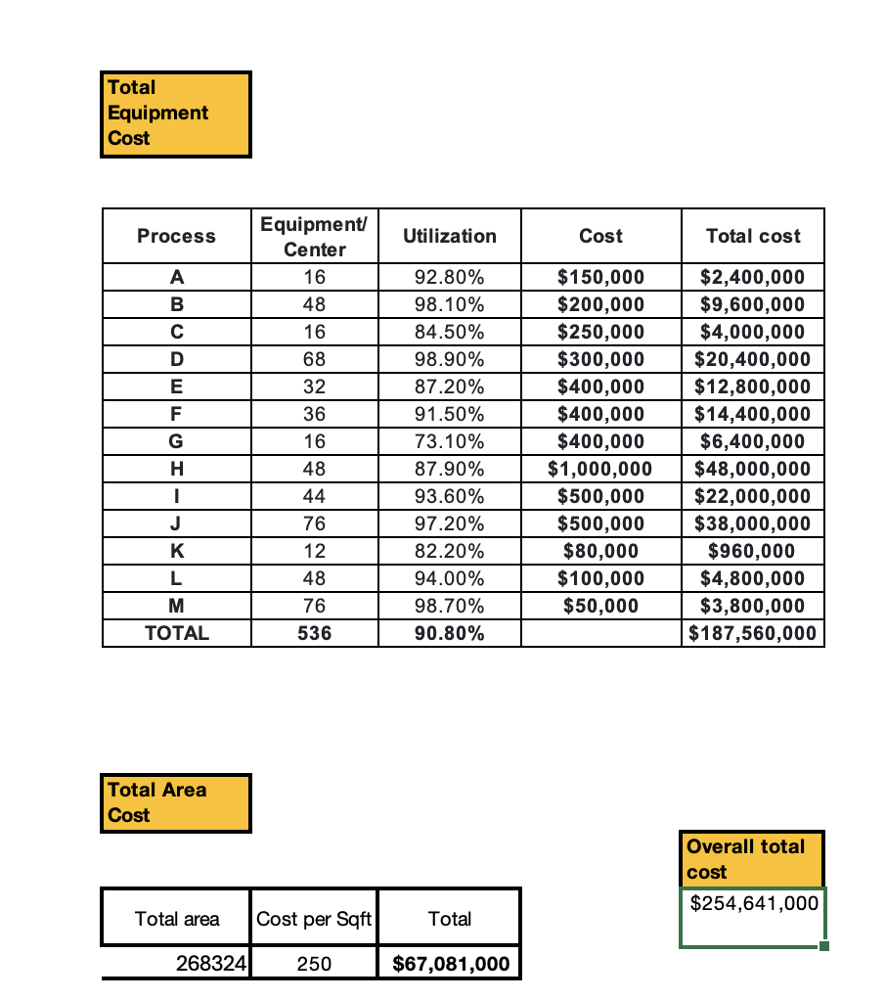 Total
Equipment
Cost
Process Equipment/ Center Utilization Cost Total cost
A 16 92.80% $150,000 $2,400,000
B 48 98.10% $200,000 $9,600,000
C 16 84.50% $250,000 $4,000,000
D 68 98.90% $300,000 $20,400,000
E 32 87.20% $400,000 $12,800,000
F 36 91.50% $400,000 $14,400,000
G 16 73.10% $400,000 $6,400,000
H 48 87.90% $1,000,000 $48,000,000
I 44 93.60% $500,000 $22,000,000
J 76 97.20% $500,000 $38,000,000
K 12 82.20% $80,000 $960,000
L 48 94.00% $100,000 $4,800,000
M 76 98.70% $50,000 $3,800,000
TOTAL 536 90.80% $187,560,000
Total Area
Cost
Total area Cost per Sqft Total
268324 250 $67,081,000
Overall total
cost
$254,641,000